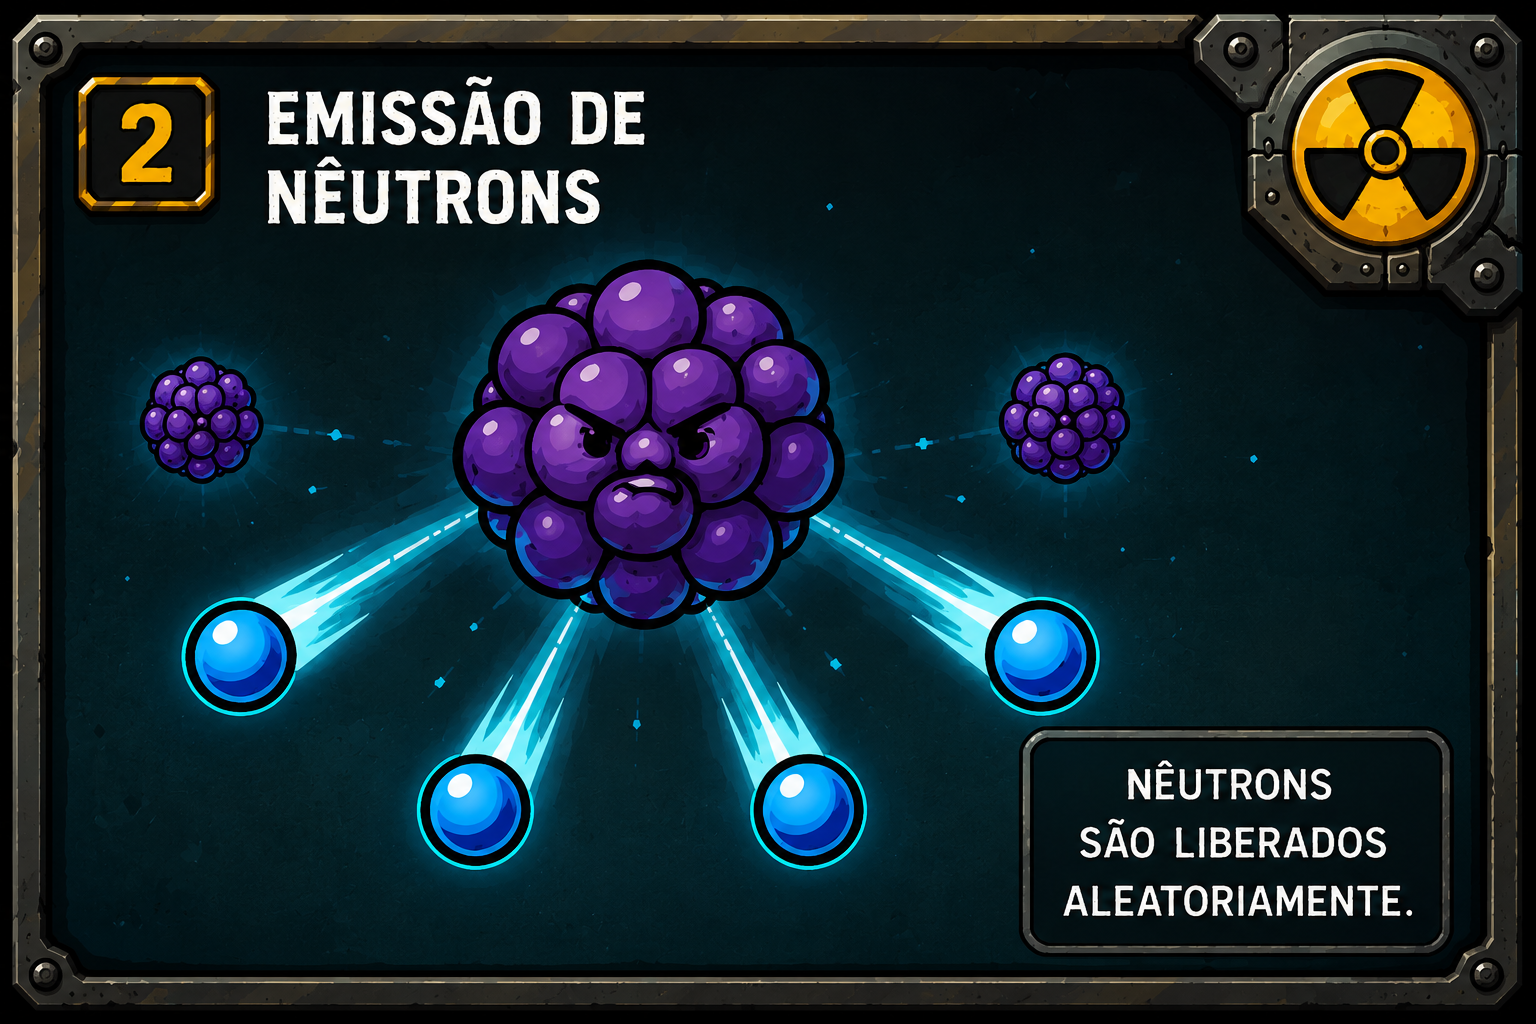 2
EMISSÃO DE
NÊUTRONS
NÊUTRONS
SÃO LIBERADOS
ALEATORIAMENTE.